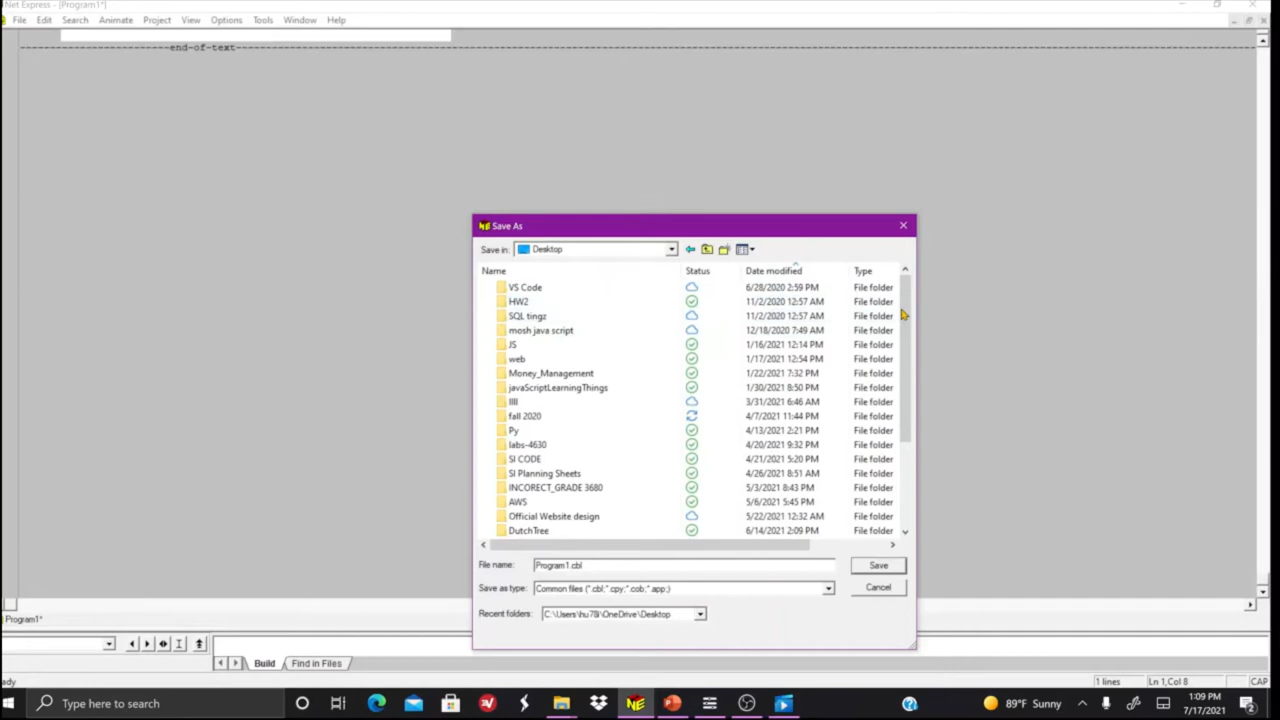 Net Express - [Program1*]
File Edit Search Animate Project View Options Tools Window Help
end-of-text
NE Save As
Save in: Desktop
Name Status Date modified Type
VS Code 6/28/2020 2:59 PM File folder
HW2 11/2/2020 12:57 AM File folder
SQL tingz 11/2/2020 12:57 AM File folder
mosh java script 12/18/2020 7:49 AM File folder
JS 1/16/2021 12:14 PM File folder
web 1/17/2021 12:54 PM File folder
Money_Management 1/22/2021 7:32 PM File folder
javaScriptLearningThings 1/30/2021 8:50 PM File folder
3/31/2021 6:46 AM File folder
fall 2020 4/7/2021 11:44 PM File folder
Py 4/13/2021 2:21 PM File folder
labs-4630 4/20/2021 9:32 PM File folder
SI CODE 4/21/2021 5:20 PM File folder
SI Planning Sheets 4/26/2021 8:51 AM File folder
INCORECT_GRADE 3680 5/3/2021 8:43 PM File folder
AWS 5/6/2021 5:45 PM File folder
Official Website design 5/22/2021 12:32 AM File folder
DutchTree 6/14/2021 2:09 PM File folder
File name: Program1.cbl Save
Save as type: Common files (*.cbl;*.cpy;*.cob;*.app;) Cancel
Recent folders: C:\Users\hu78i\OneDrive\Desktop
Program1*
Build Find in Files
ady 1 lines Ln 1,Col 8 CAP
Type here to search NE 89°F Sunny 1:09 PM
7/17/2021 2